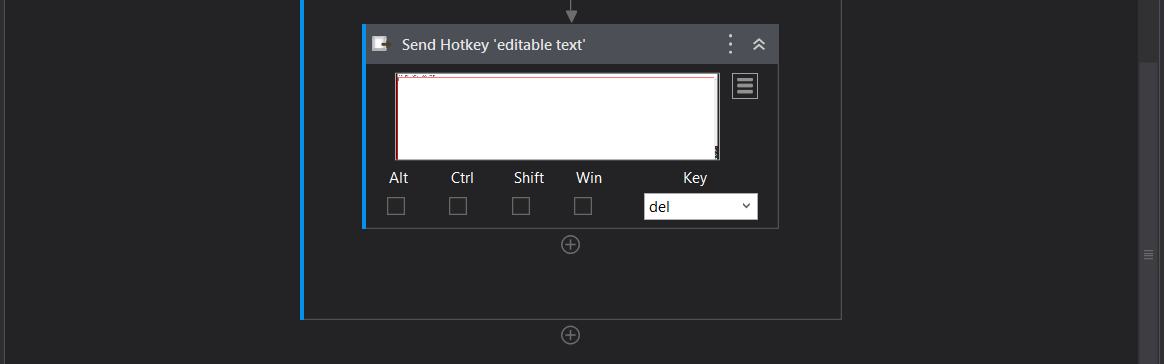 Send Hotkey 'editable text'
Alt Ctrl Shift Win Key
del